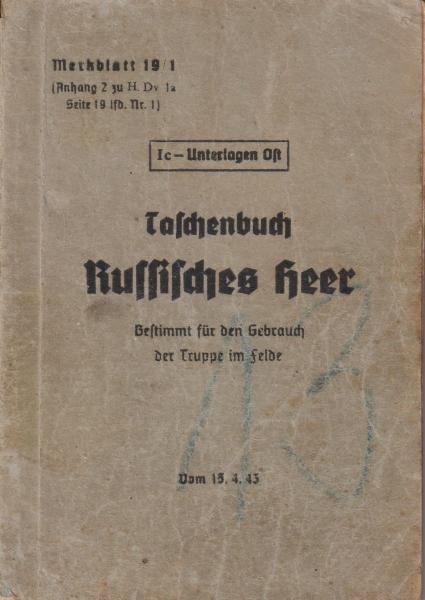 Merkblatt 19/1
(Anhang 2 zu H. Dv 1a
Seite 19 lfd. Nr. 1)
Ic – Unterlagen Ost
Taschenbuch
Russisches Heer
Bestimmt für den Gebrauch
der Truppe im Felde
13
Vom 15. 4. 43